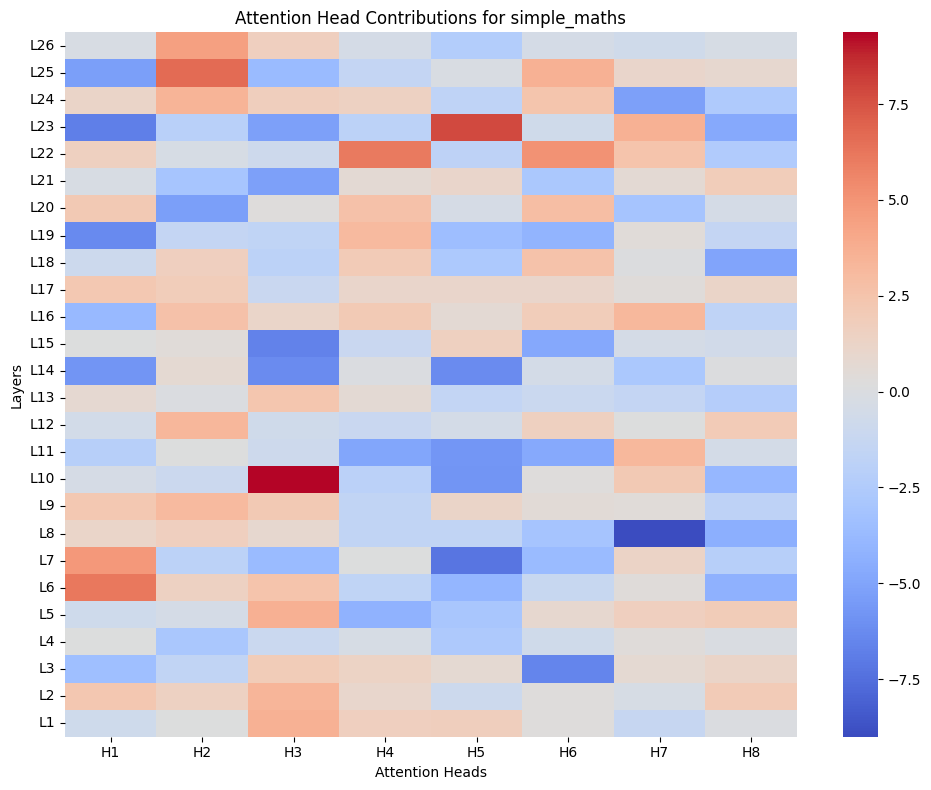 Attention Head Contributions for simple_maths
Layers
L26
L25
L24
L23
L22
L21
L20
L19
L18
L17
L16
L15
L14
L13
L12
L11
L10
L9
L8
L7
L6
L5
L4
L3
L2
L1
H1 H2 H3 H4 H5 H6 H7 H8
Attention Heads
7.5
5.0
2.5
0.0
−2.5
−5.0
−7.5